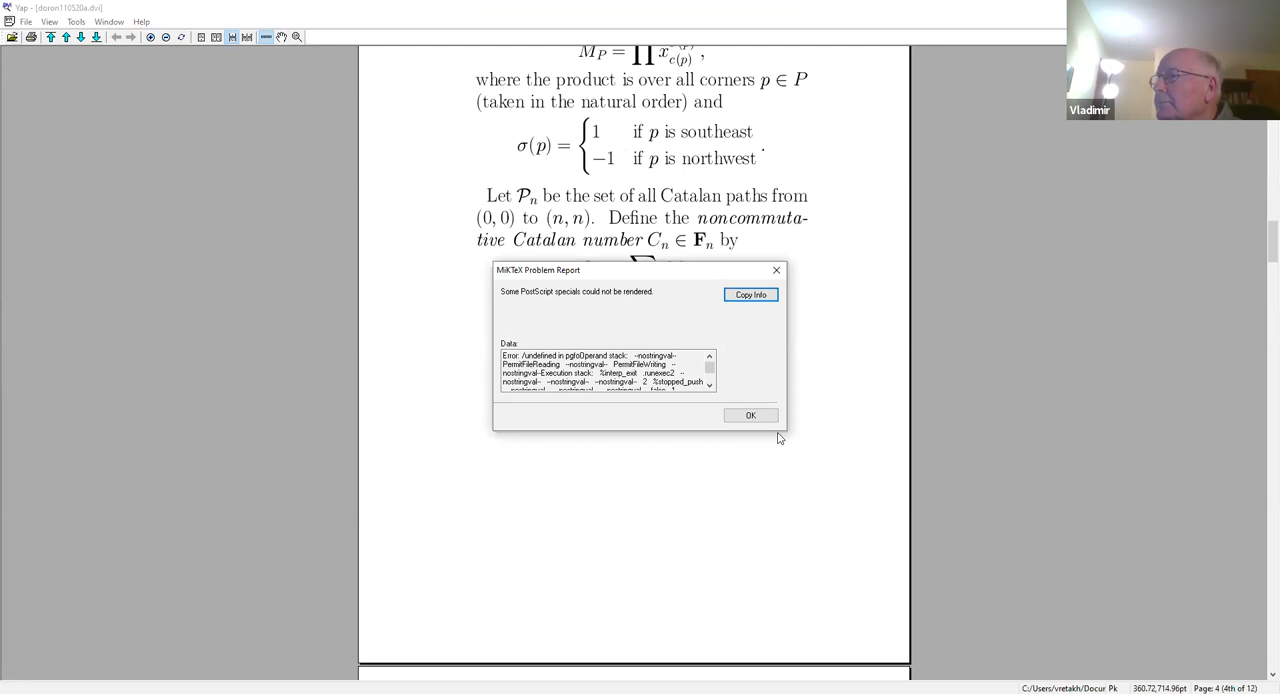 Yap - [doron110520a.dvi]
File View Tools Window Help
M_P = ∏ x_{c(p)} ,
where the product is over all corners p ∈ P
(taken in the natural order) and
σ(p) = { 1 if p is southeast
−1 if p is northwest .
Let 𝒫_n be the set of all Catalan paths from
(0, 0) to (n, n). Define the noncommuta-
tive Catalan number C_n ∈ F_n by
MiKTeX Problem Report
Some PostScript specials could not be rendered.
Copy Info
Data:
Error: /undefined in pgfoOperand stack: --nostringval--
PermitFileReading --nostringval-- PermitFileWriting --
nostringval--Execution stack: %interp_exit .runexec2 --
nostringval-- --nostringval-- --nostringval-- 2 %stopped_push
OK
Vladimir
C:/Users/vretakh/Docur Pk 360.72,714.96pt Page: 4 (4th of 12)